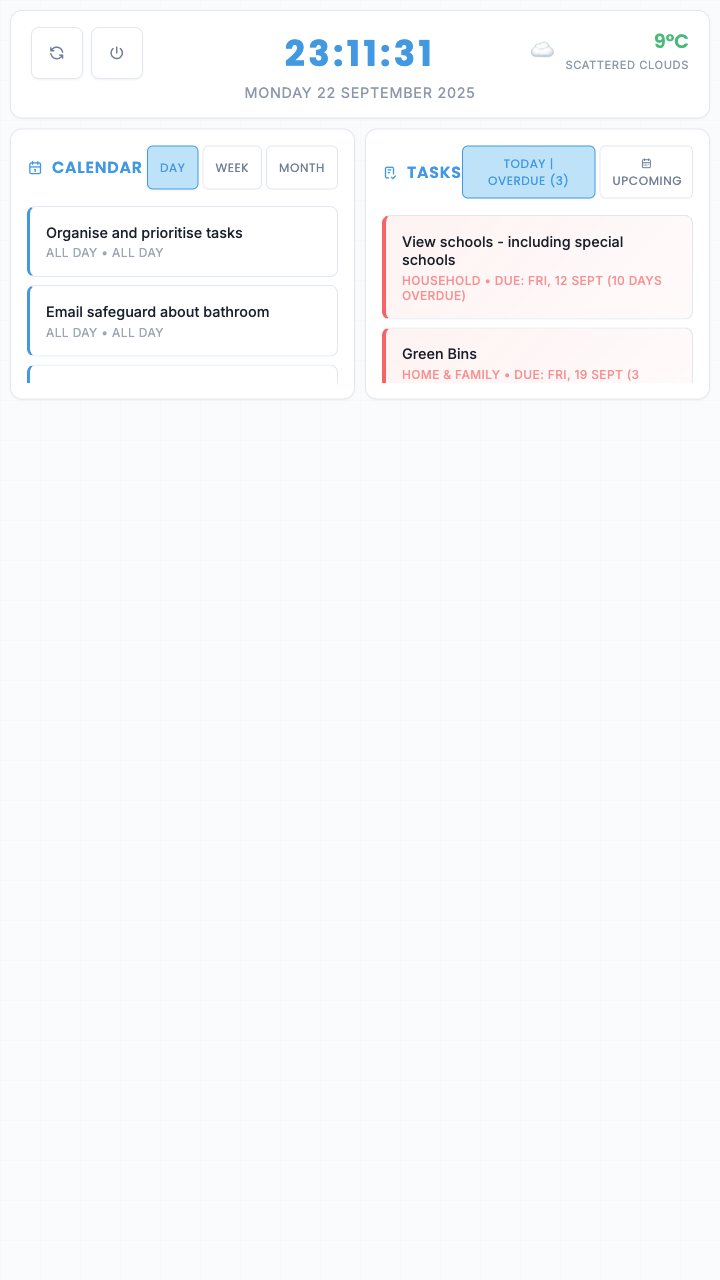 23:11:31
MONDAY 22 SEPTEMBER 2025
9°C
SCATTERED CLOUDS
CALENDAR
DAY
WEEK
MONTH
Organise and prioritise tasks
ALL DAY • ALL DAY
Email safeguard about bathroom
ALL DAY • ALL DAY
TASKS
TODAY |
OVERDUE (3)
UPCOMING
View schools - including special
schools
HOUSEHOLD • DUE: FRI, 12 SEPT (10 DAYS
OVERDUE)
Green Bins
HOME & FAMILY • DUE: FRI, 19 SEPT (3